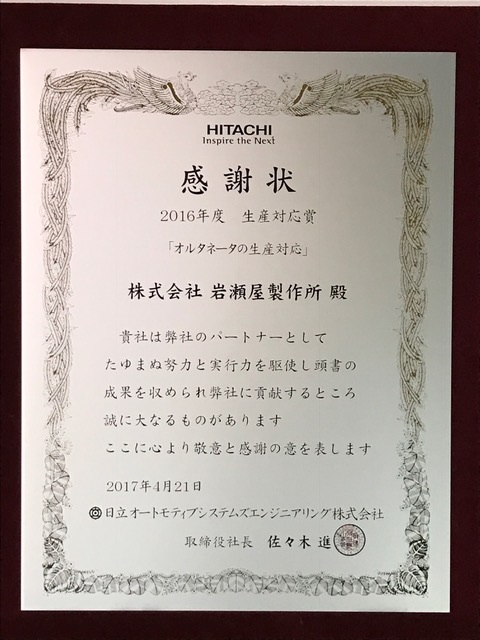 HITACHI
Inspire the Next
感謝状
2016年度 生産対応賞
「オルタネータの生産対応」
株式会社 岩瀬屋製作所 殿
貴社は弊社のパートナーとして
たゆまぬ努力と実行力を駆使し頭書の
成果を収められ弊社に貢献するところ
誠に大なるものがあります
ここに心より敬意と感謝の意を表します
2017年4月21日
日立オートモティブシステムズエンジニアリング株式会社
取締役社長 佐々木 進